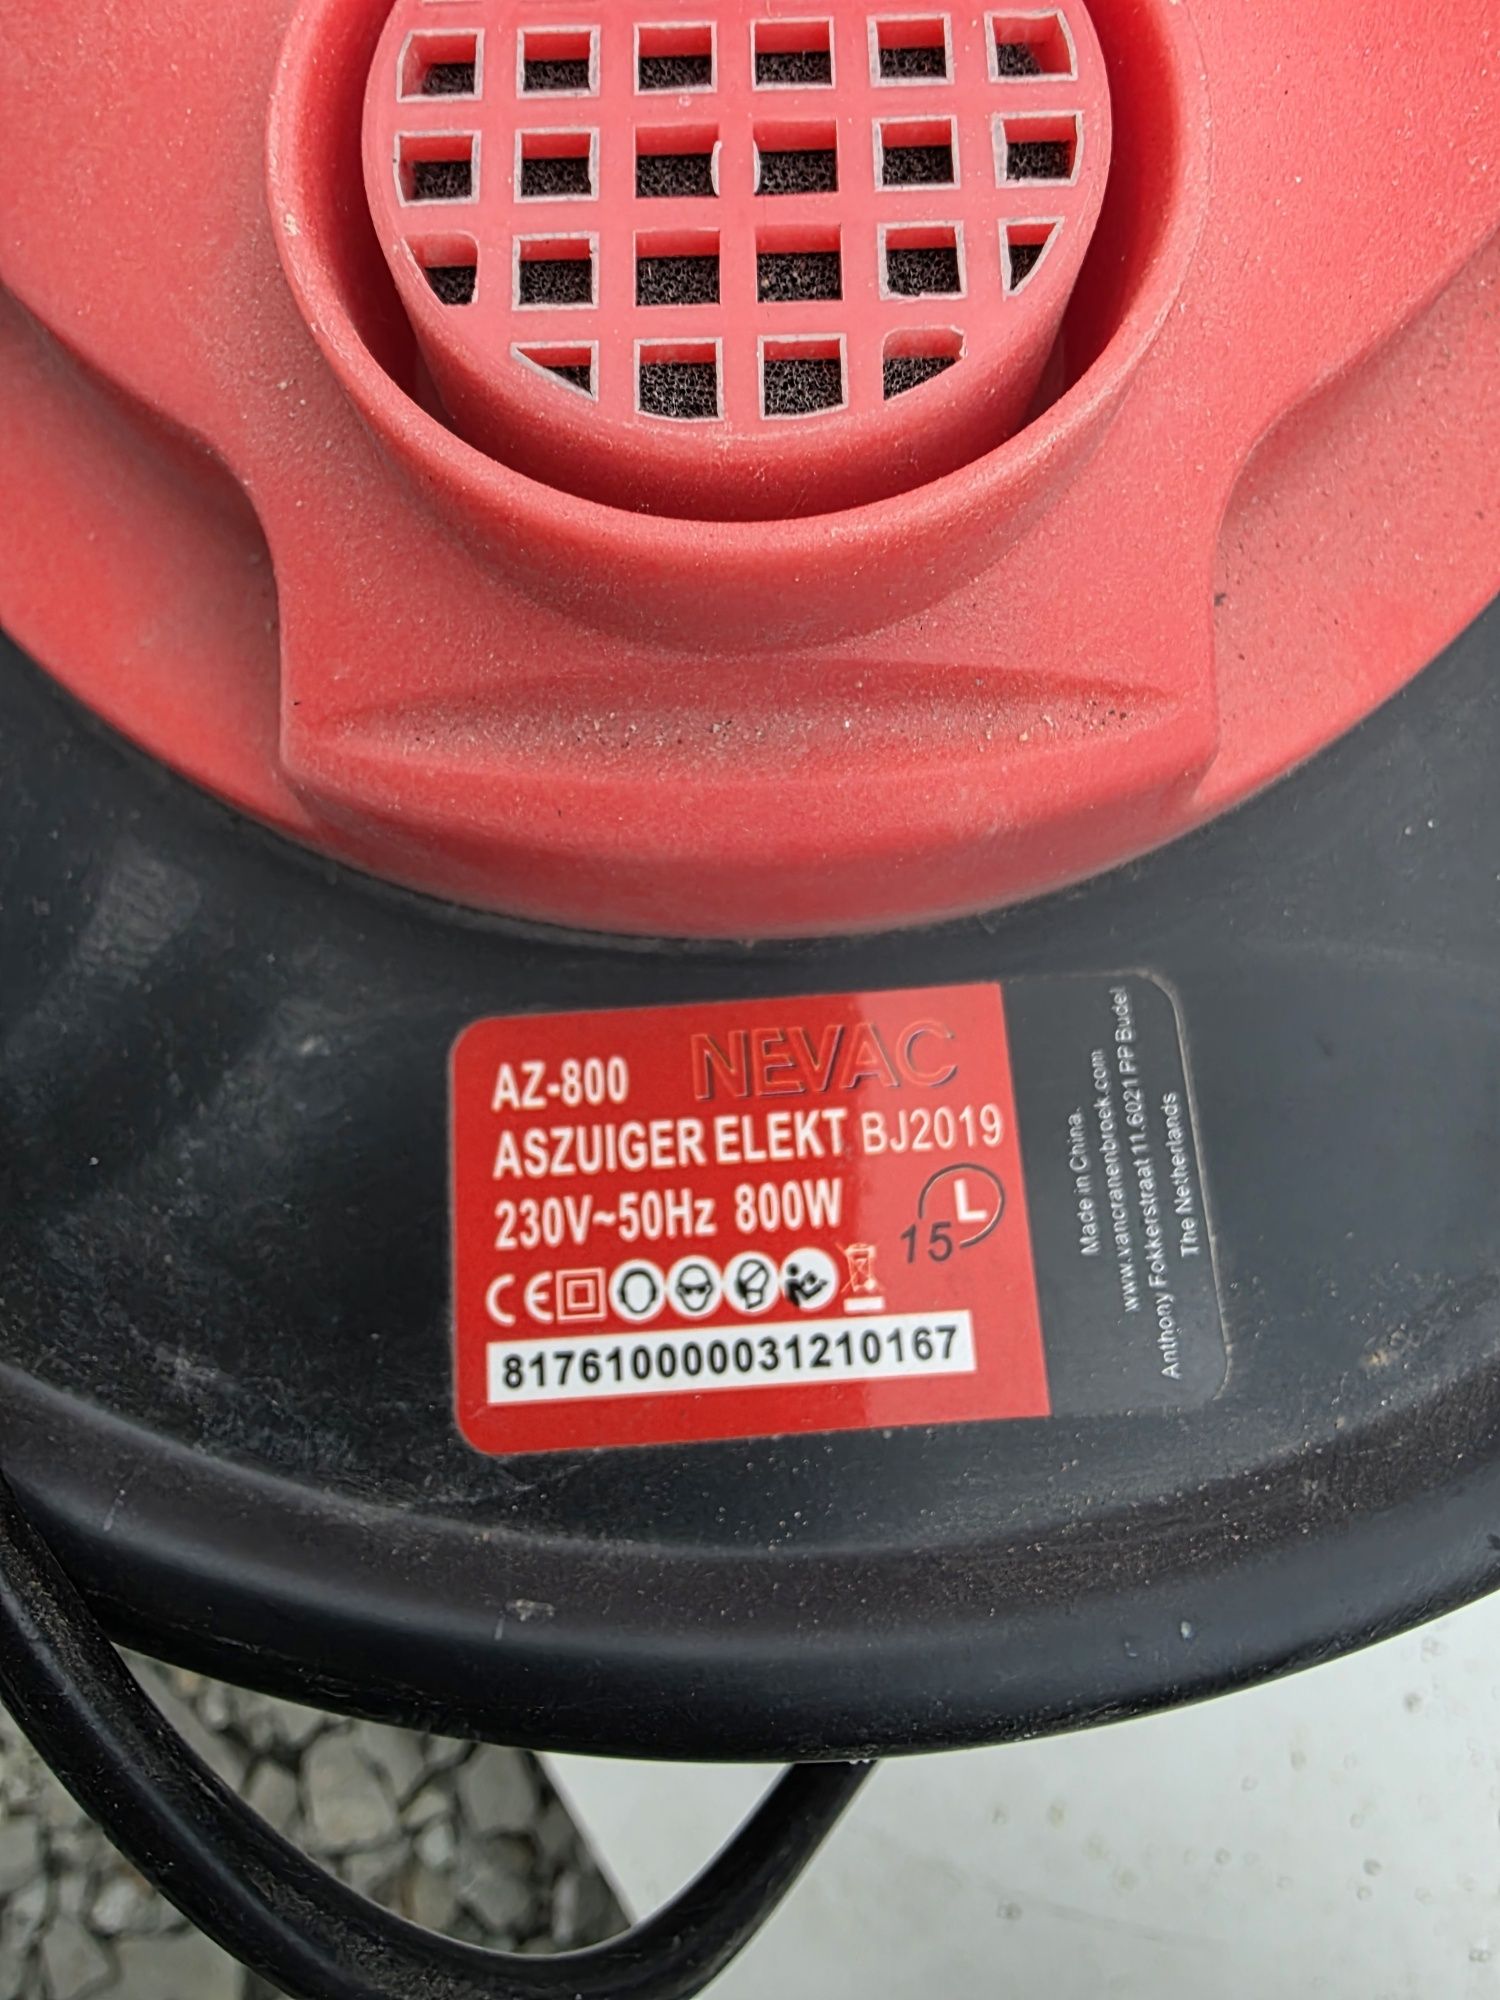 AZ-800 NEVAC
ASZUIGER ELEKT BJ2019
230V~50Hz 800W
15 L
CE
817610000031210167
Made in China.
www.vancranenbroek.com
Anthony Fokkerstraat 11, 6021 PP Budel
The Netherlands